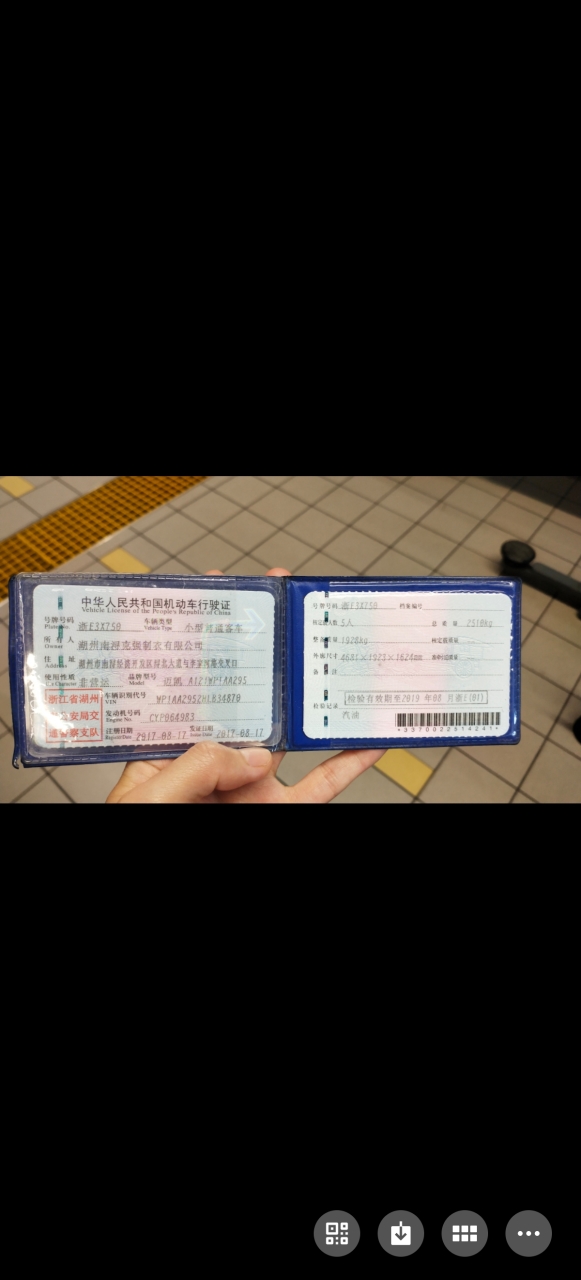 中华人民共和国机动车行驶证
Vehicle License of the People's Republic of China
号牌号码 浙E3X750 车辆类型 小型普通客车
Plate No. Vehicle Type
所有人 湖州南浔克级制衣有限公司
Owner
住址
Address
使用性质 非营运 品牌型号
Use Character Model
浙江省湖州
市公安局交
通警察支队
车辆识别代号
VIN
发动机号码 CYP064983
Engine No.
注册日期 2017-08-17 发证日期 2017-08-17
Register Date Issue Date
号牌号码 浙E3X750 档案编号
核定载人数 5人 总质量 2510kg
整备质量 1928kg 核定载质量
外廓尺寸 4681×1923×1624mm 准牵引总质量
备注
检验有效期至2019年08月浙E(01)
检验记录
汽油
*3370022514241*